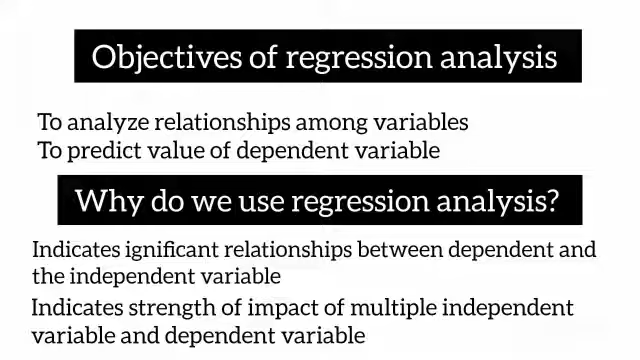 Objectives of regression analysis
To analyze relationships among variables
To predict value of dependent variable
Why do we use regression analysis?
Indicates ignificant relationships between dependent and
the independent variable
Indicates strength of impact of multiple independent
variable and dependent variable